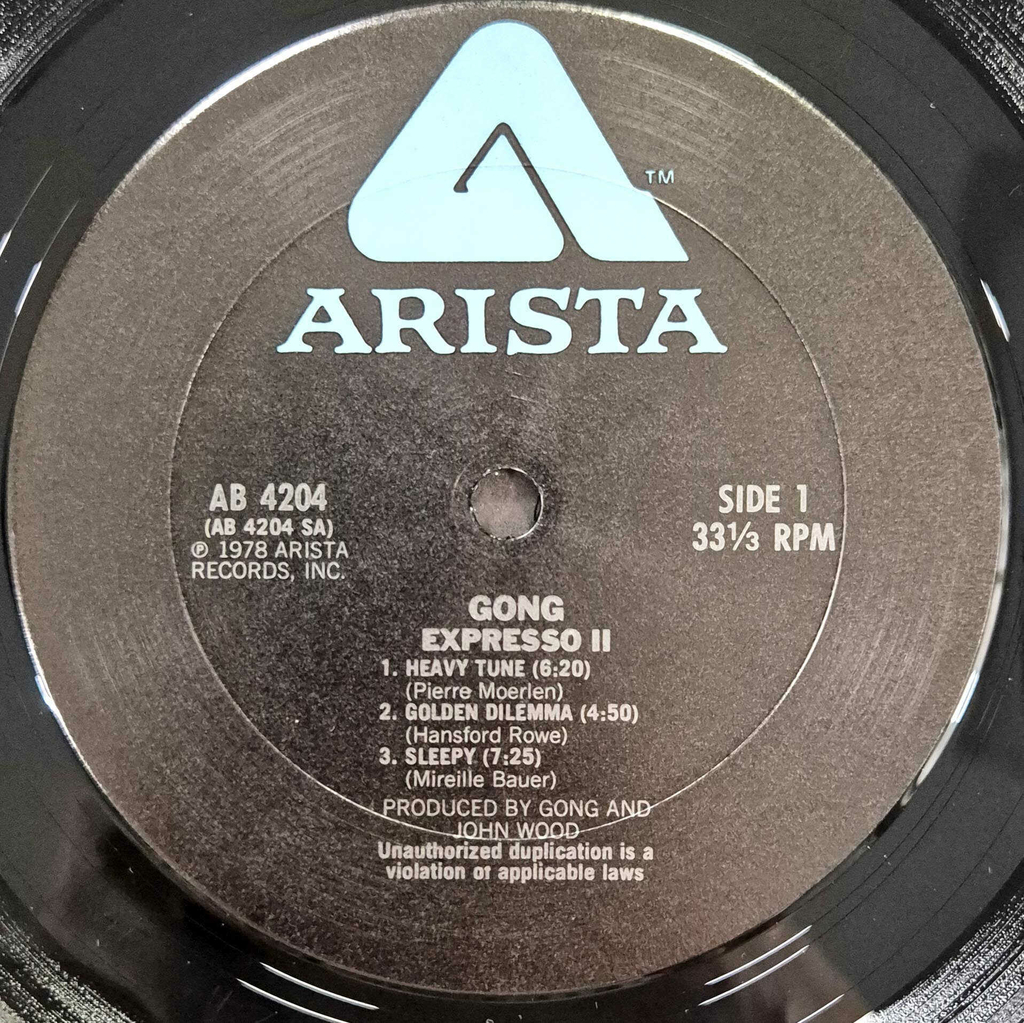 TM
ARISTA
AB 4204
(AB 4204 SA)
℗ 1978 ARISTA
RECORDS, INC.
SIDE 1
33⅓ RPM
GONG
EXPRESSO II
1. HEAVY TUNE (6:20)
(Pierre Moerlen)
2. GOLDEN DILEMMA (4:50)
(Hansford Rowe)
3. SLEEPY (7:25)
(Mireille Bauer)
PRODUCED BY GONG AND
JOHN WOOD
Unauthorized duplication is a
violation of applicable laws